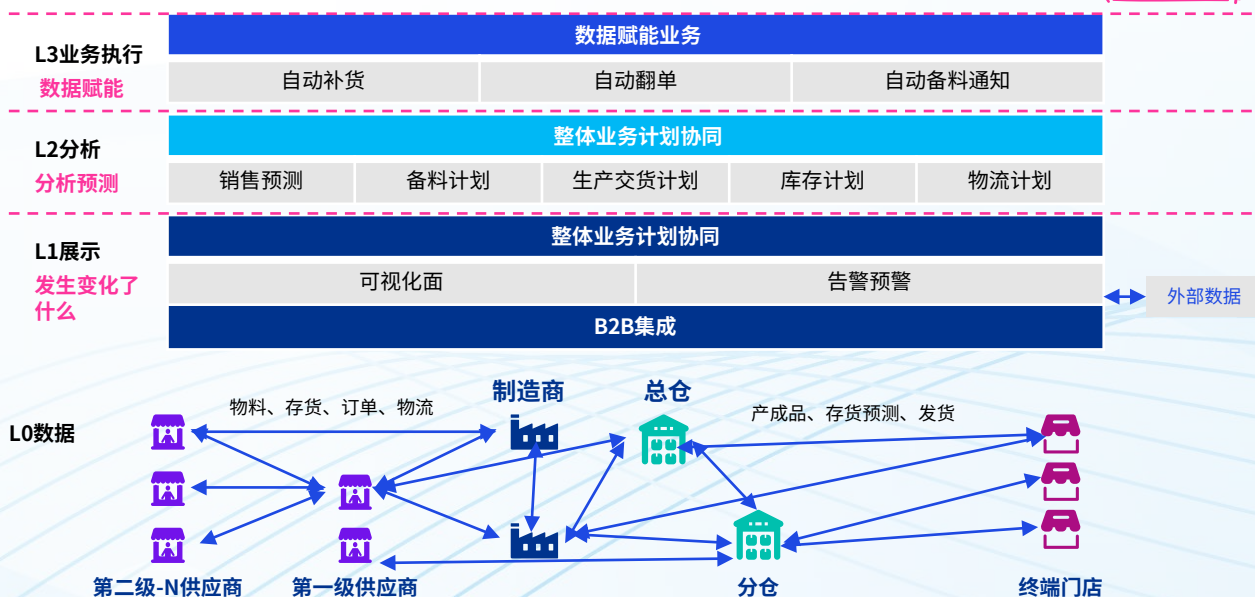 数据赋能业务
L3业务执行
数据赋能
自动补货
自动翻单
自动备料通知
整体业务计划协同
L2分析
分析预测
销售预测
备料计划
生产交货计划
库存计划
物流计划
整体业务计划协同
L1展示
发生变化了
什么
可视化面
告警预警
外部数据
B2B集成
制造商
总仓
物料、存货、订单、物流
产成品、存货预测、发货
L0数据
第二级-N供应商
第一级供应商
分仓
终端门店